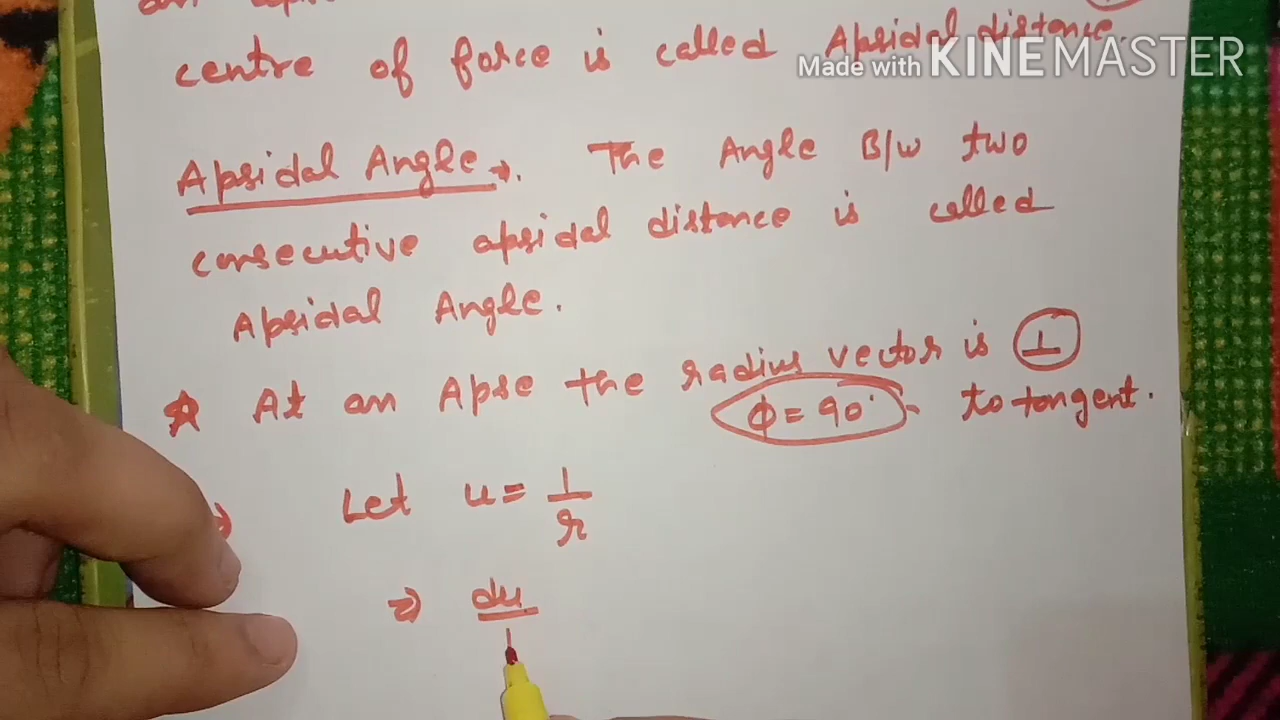 centre of force is called Apsidal distance.
Made with KINEMASTER
Apsidal Angle →. The Angle B/w two
consecutive apsidal distance is called
Apsidal Angle.
☆ At an Apse the radius vector is ⊥
ϕ = 90° to tangent.
⇒ Let u = 1/r
⇒ du